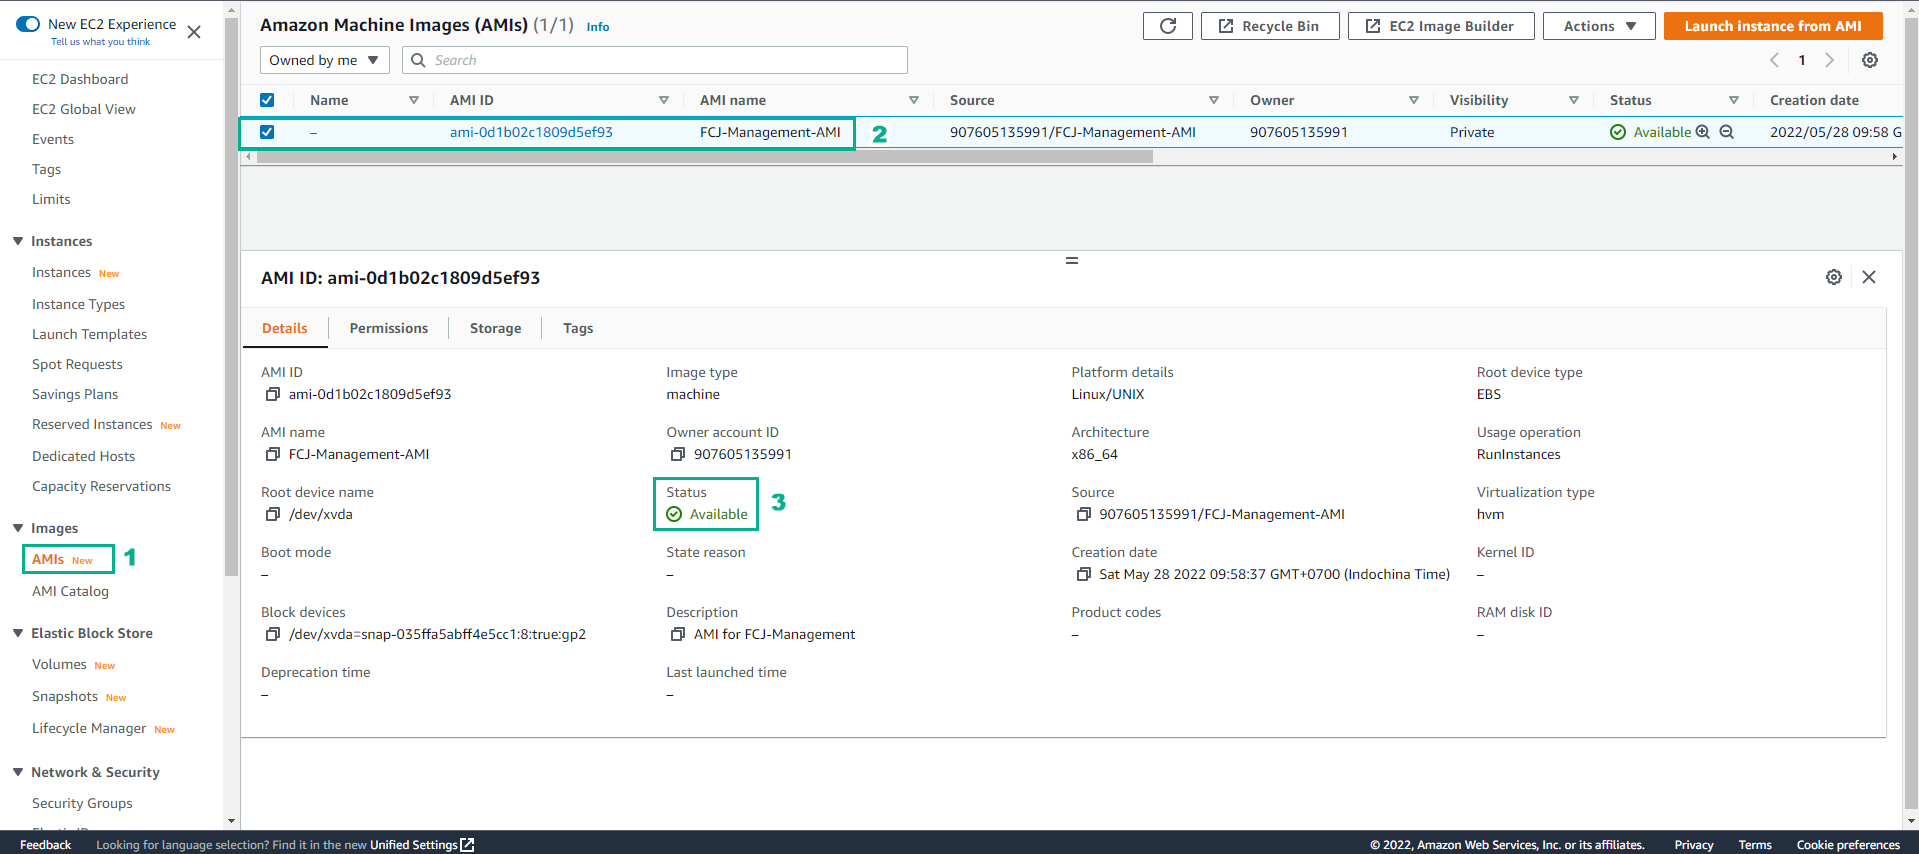 New EC2 Experience
Tell us what you think
EC2 Dashboard
EC2 Global View
Events
Tags
Limits
Instances
Instances New
Instance Types
Launch Templates
Spot Requests
Savings Plans
Reserved Instances New
Dedicated Hosts
Capacity Reservations
Images
AMIs New 1
AMI Catalog
Elastic Block Store
Volumes New
Snapshots New
Lifecycle Manager New
Network & Security
Security Groups
Amazon Machine Images (AMIs) (1/1) Info
Recycle Bin EC2 Image Builder Actions Launch instance from AMI
Owned by me Search 1
Name AMI ID AMI name Source Owner Visibility Status Creation date
– ami-0d1b02c1809d5ef93 FCJ-Management-AMI 2 907605135991/FCJ-Management-AMI 907605135991 Private Available 2022/05/28 09:58 G
AMI ID: ami-0d1b02c1809d5ef93
Details Permissions Storage Tags
AMI ID Image type Platform details Root device type
ami-0d1b02c1809d5ef93 machine Linux/UNIX EBS
AMI name Owner account ID Architecture Usage operation
FCJ-Management-AMI 907605135991 x86_64 RunInstances
Root device name Status 3 Source Virtualization type
/dev/xvda Available 907605135991/FCJ-Management-AMI hvm
Boot mode State reason Creation date Kernel ID
– – Sat May 28 2022 09:58:37 GMT+0700 (Indochina Time) –
Block devices Description Product codes RAM disk ID
/dev/xvda=snap-035ffa5abff4e5cc1:8:true:gp2 AMI for FCJ-Management – –
Deprecation time Last launched time
– –
Feedback Looking for language selection? Find it in the new Unified Settings © 2022, Amazon Web Services, Inc. or its affiliates. Privacy Terms Cookie preferences